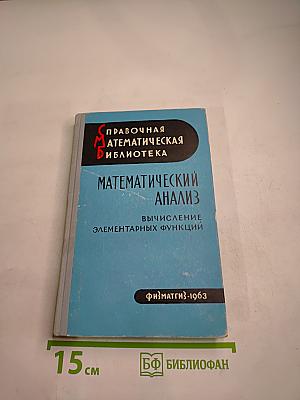 СПРАВОЧНАЯ
МАТЕМАТИЧЕСКАЯ
БИБЛИОТЕКА
МАТЕМАТИЧЕСКИЙ
АНАЛИЗ
ВЫЧИСЛЕНИЕ
ЭЛЕМЕНТАРНЫХ ФУНКЦИЙ
ФИЗМАТГИЗ·1963
15 см
БФ БИБЛИОФАН